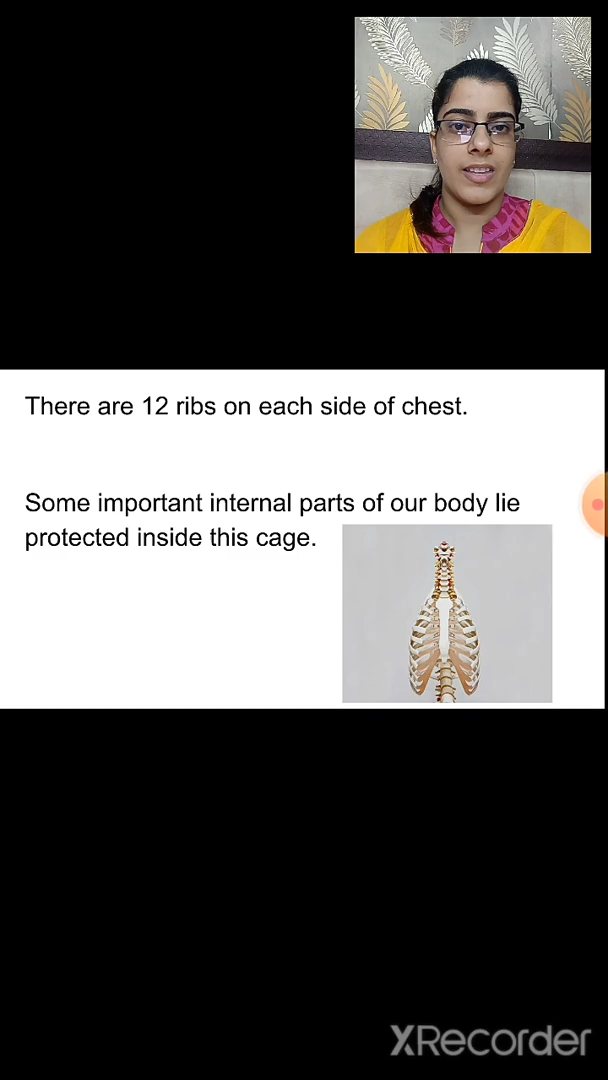 There are 12 ribs on each side of chest.
Some important internal parts of our body lie
protected inside this cage.
XRecorder